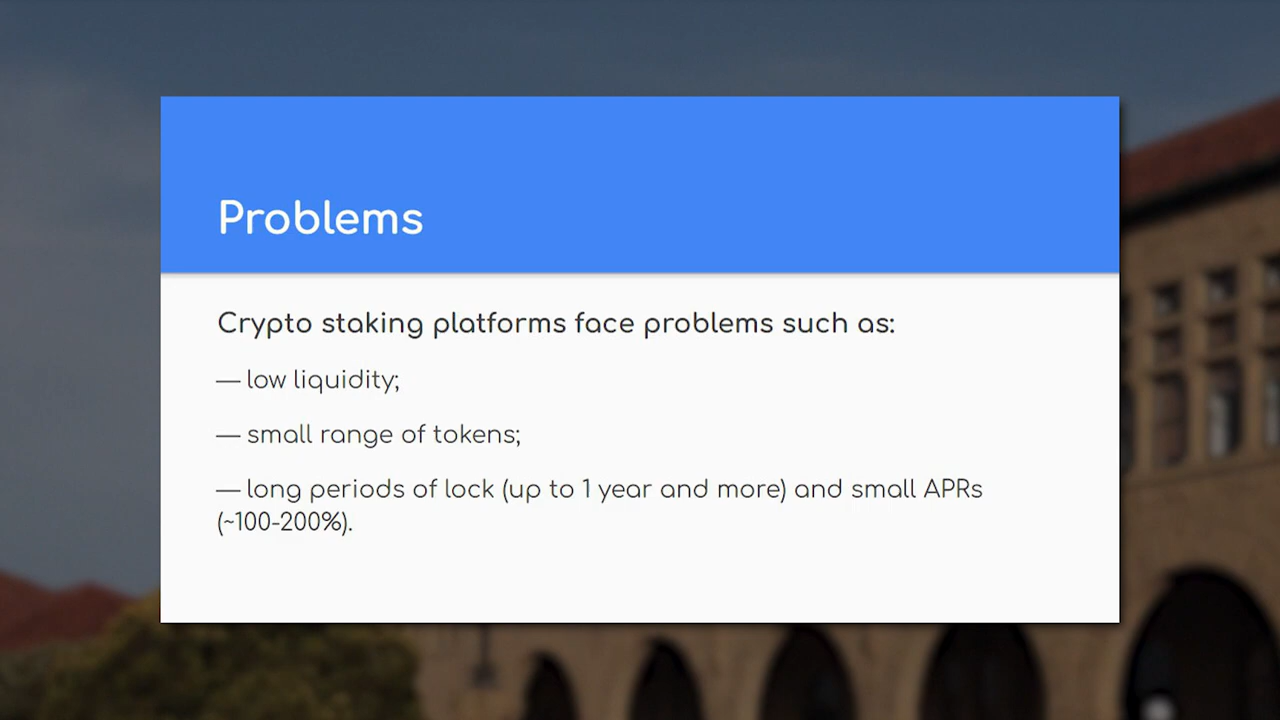 Problems
Crypto staking platforms face problems such as:
— low liquidity;
— small range of tokens;
— long periods of lock (up to 1 year and more) and small APRs
(~100-200%).